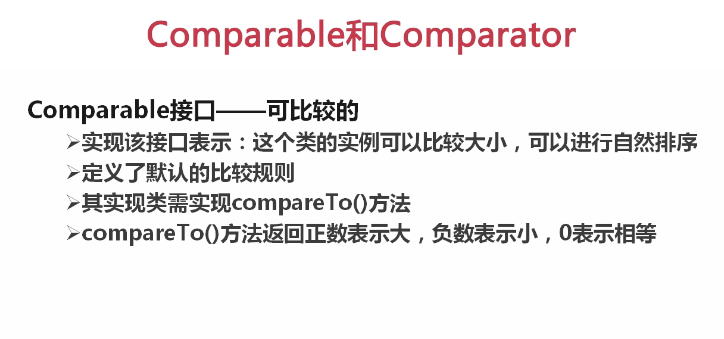 Comparable和Comparator
Comparable接口——可比较的
➢实现该接口表示：这个类的实例可以比较大小，可以进行自然排序
➢定义了默认的比较规则
➢其实现类需实现compareTo()方法
➢compareTo()方法返回正数表示大，负数表示小，0表示相等